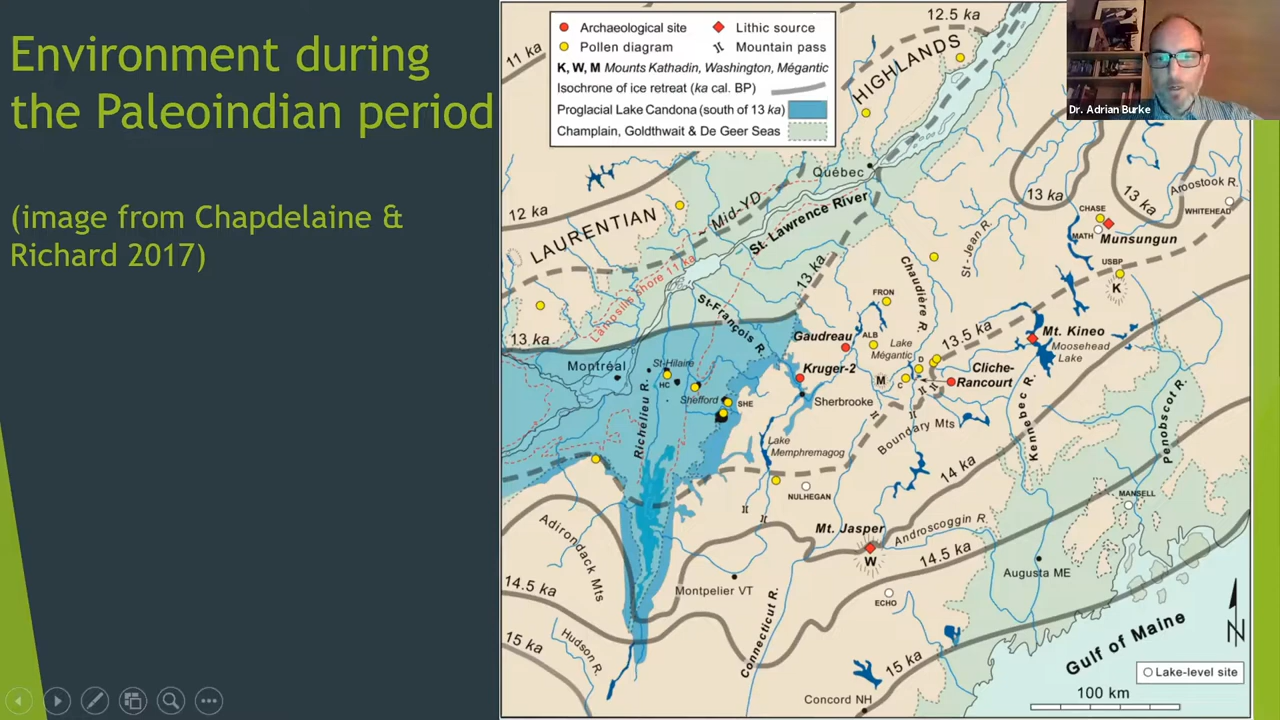 Environment during
the Paleoindian period
(image from Chapdelaine &
Richard 2017)
Dr. Adrian Burke
Archaeological site
Lithic source
Pollen diagram
Mountain pass
K, W, M Mounts Kathadin, Washington, Mégantic
Isochrone of ice retreat (ka cal. BP)
Proglacial Lake Candona (south of 13 ka)
Champlain, Goldthwait & De Geer Seas
11 ka
12.5 ka
HIGHLANDS
Québec
12 ka
LAURENTIAN
Mid-YD
St- Lawrence River
Lampsilis shore 11 ka
13 ka
13 ka
13 ka
13 ka
Aroostook R.
WHITEHEAD
CHASE
MATH
Munsungun
USBP
K
St-Jean R.
Chaudière R.
FRON
St-François R.
Gaudreau
ALB
Lake
Mégantic
13.5 ka
Mt. Kineo
Moosehead
Lake
Montréal
St-Hilaire
HC
Kruger-2
M
D
C
Cliche-
Rancourt
Shefford
SHE
Sherbrooke
Richelieu R.
Boundary Mts
Kennebec R.
Penobscot R.
Lake
Memphremagog
14 ka
NULHEGAN
MANSELL
Mt. Jasper
Androscoggin R.
W
14.5 ka
Adirondack Mts
Augusta ME
14.5 ka
Montpelier VT
ECHO
Connecticut R.
15 ka
Hudson R.
15 ka
Gulf of Maine
N
Concord NH
Lake-level site
100 km